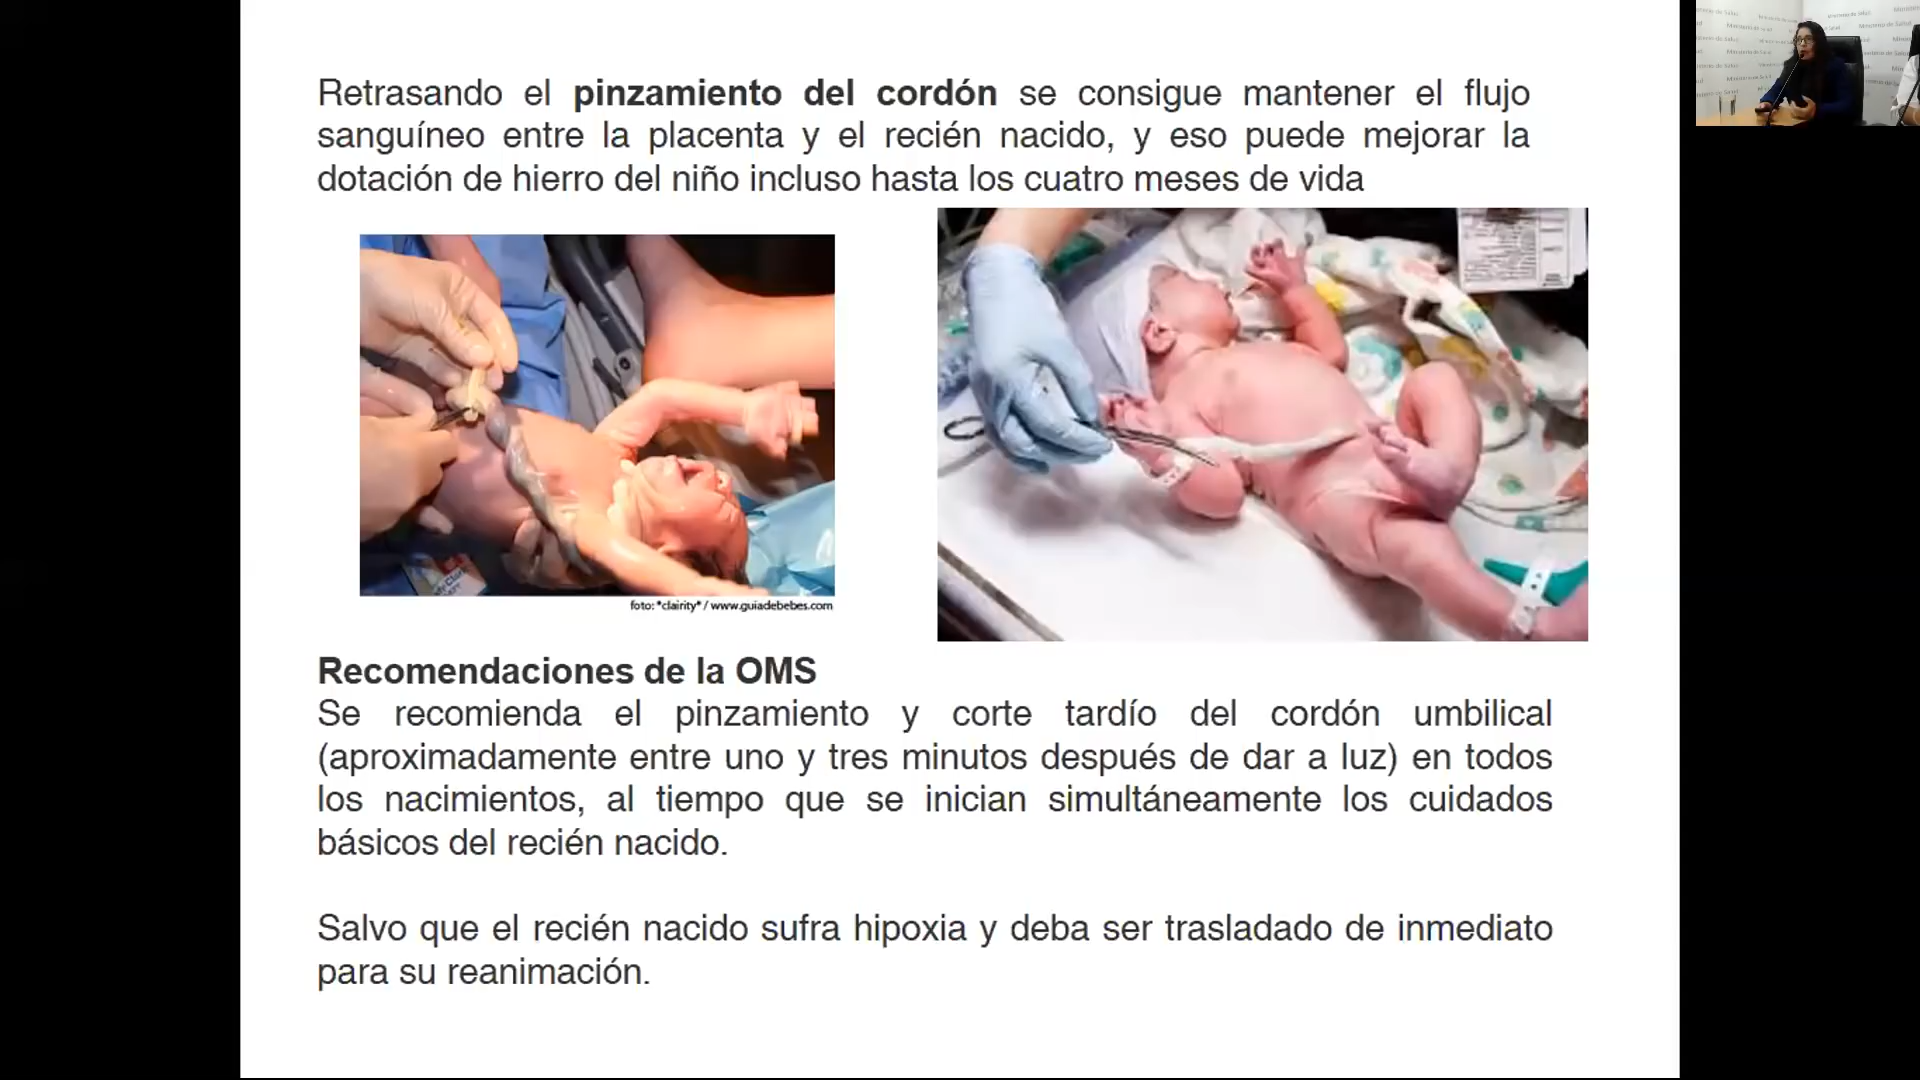 Retrasando el pinzamiento del cordón se consigue mantener el flujo
sanguíneo entre la placenta y el recién nacido, y eso puede mejorar la
dotación de hierro del niño incluso hasta los cuatro meses de vida
foto: *clairity* / www.guiadebebes.com
Recomendaciones de la OMS
Se recomienda el pinzamiento y corte tardío del cordón umbilical
(aproximadamente entre uno y tres minutos después de dar a luz) en todos
los nacimientos, al tiempo que se inician simultáneamente los cuidados
básicos del recién nacido.
Salvo que el recién nacido sufra hipoxia y deba ser trasladado de inmediato
para su reanimación.
Ministerio de Salud